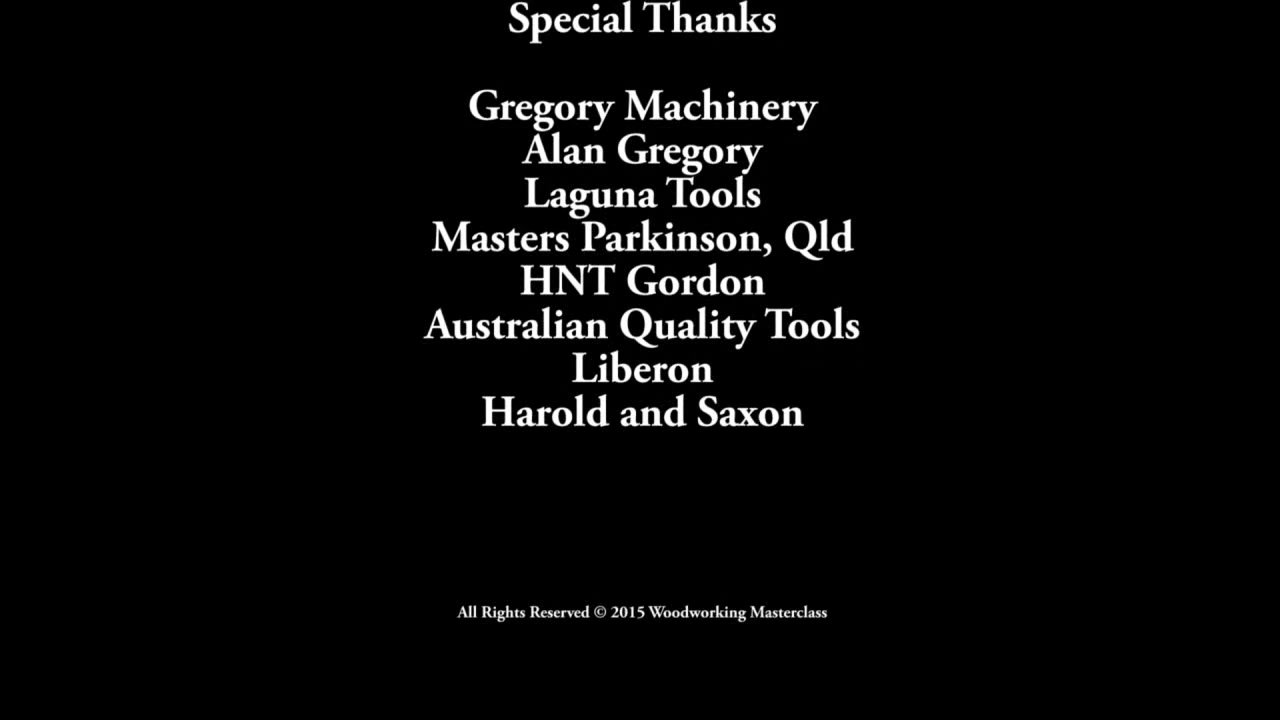 Special Thanks
Gregory Machinery
Alan Gregory
Laguna Tools
Masters Parkinson, Qld
HNT Gordon
Australian Quality Tools
Liberon
Harold and Saxon
All Rights Reserved © 2015 Woodworking Masterclass